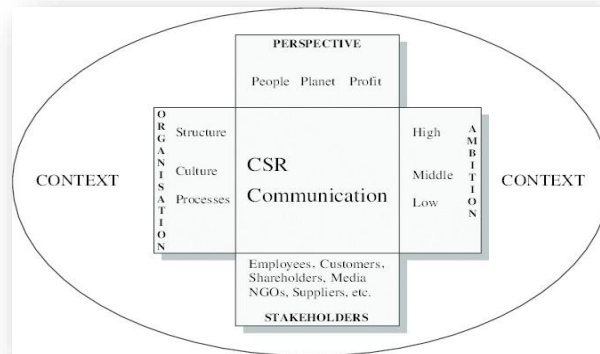 PERSPECTIVE
People Planet Profit
ORGANISATION
Structure
Culture
Processes
CONTEXT
CSR
Communication
High
Middle
Low
AMBITION
CONTEXT
Employees, Customers,
Shareholders, Media
NGOs, Suppliers, etc.
STAKEHOLDERS